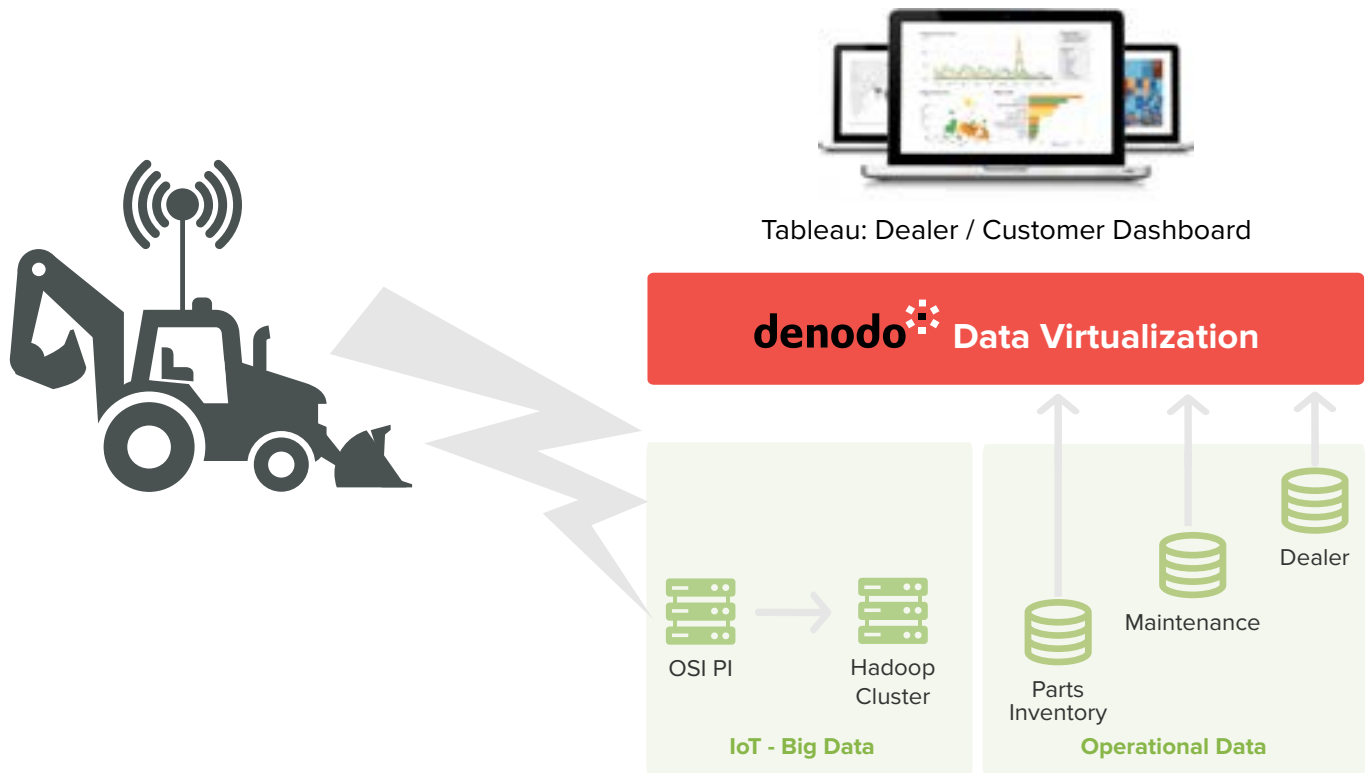 Tableau: Dealer / Customer Dashboard
denodo Data Virtualization
Dealer
Maintenance
OSI PI
Hadoop
Cluster
Parts
Inventory
IoT - Big Data
Operational Data